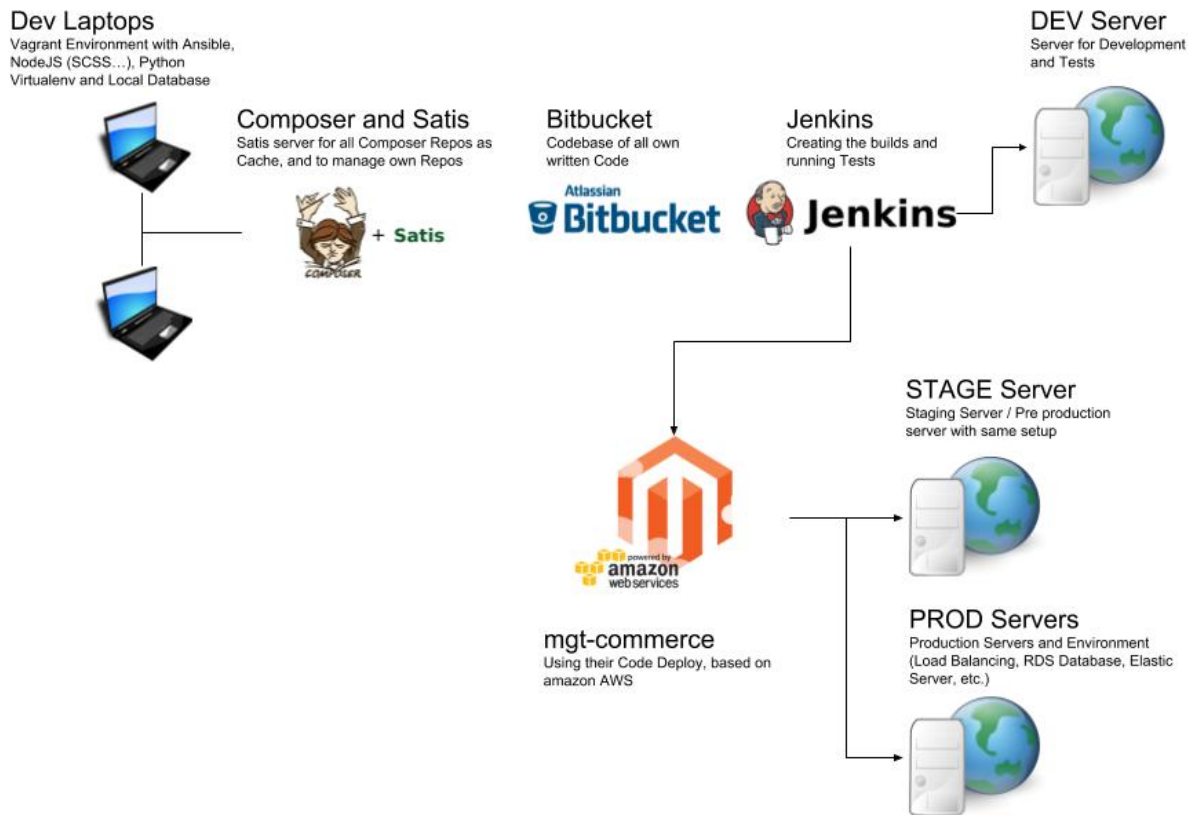 Dev Laptops
Vagrant Environment with Ansible,
NodeJS (SCSS...), Python
Virtualenv and Local Database
Composer and Satis
Satis server for all Composer Repos as
Cache, and to manage own Repos
COMPOSER
+ Satis
Bitbucket
Codebase of all own
written Code
Atlassian
Bitbucket
Jenkins
Creating the builds and
running Tests
Jenkins
DEV Server
Server for Development
and Tests
powered by
amazon
webservices
mgt-commerce
Using their Code Deploy, based on
amazon AWS
STAGE Server
Staging Server / Pre production
server with same setup
PROD Servers
Production Servers and Environment
(Load Balancing, RDS Database, Elastic
Server, etc.)